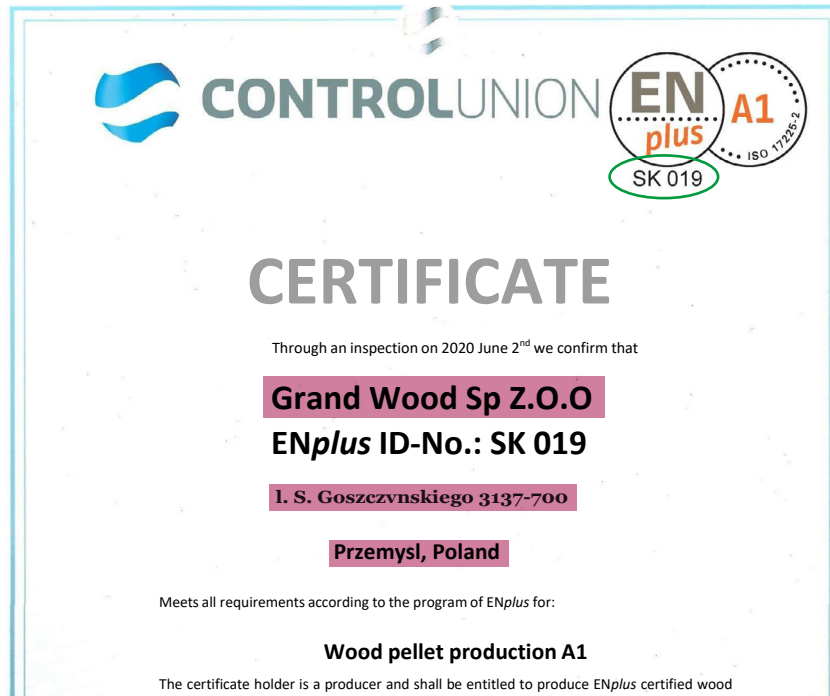 CONTROLUNION
EN
plus
A1
ISO 17225-2
SK 019
CERTIFICATE
Through an inspection on 2020 June 2nd we confirm that
Grand Wood Sp Z.O.O
ENplus ID-No.: SK 019
l. S. Goszczvnskiego 3137-700
Przemysl, Poland
Meets all requirements according to the program of ENplus for:
Wood pellet production A1
The certificate holder is a producer and shall be entitled to produce ENplus certified wood